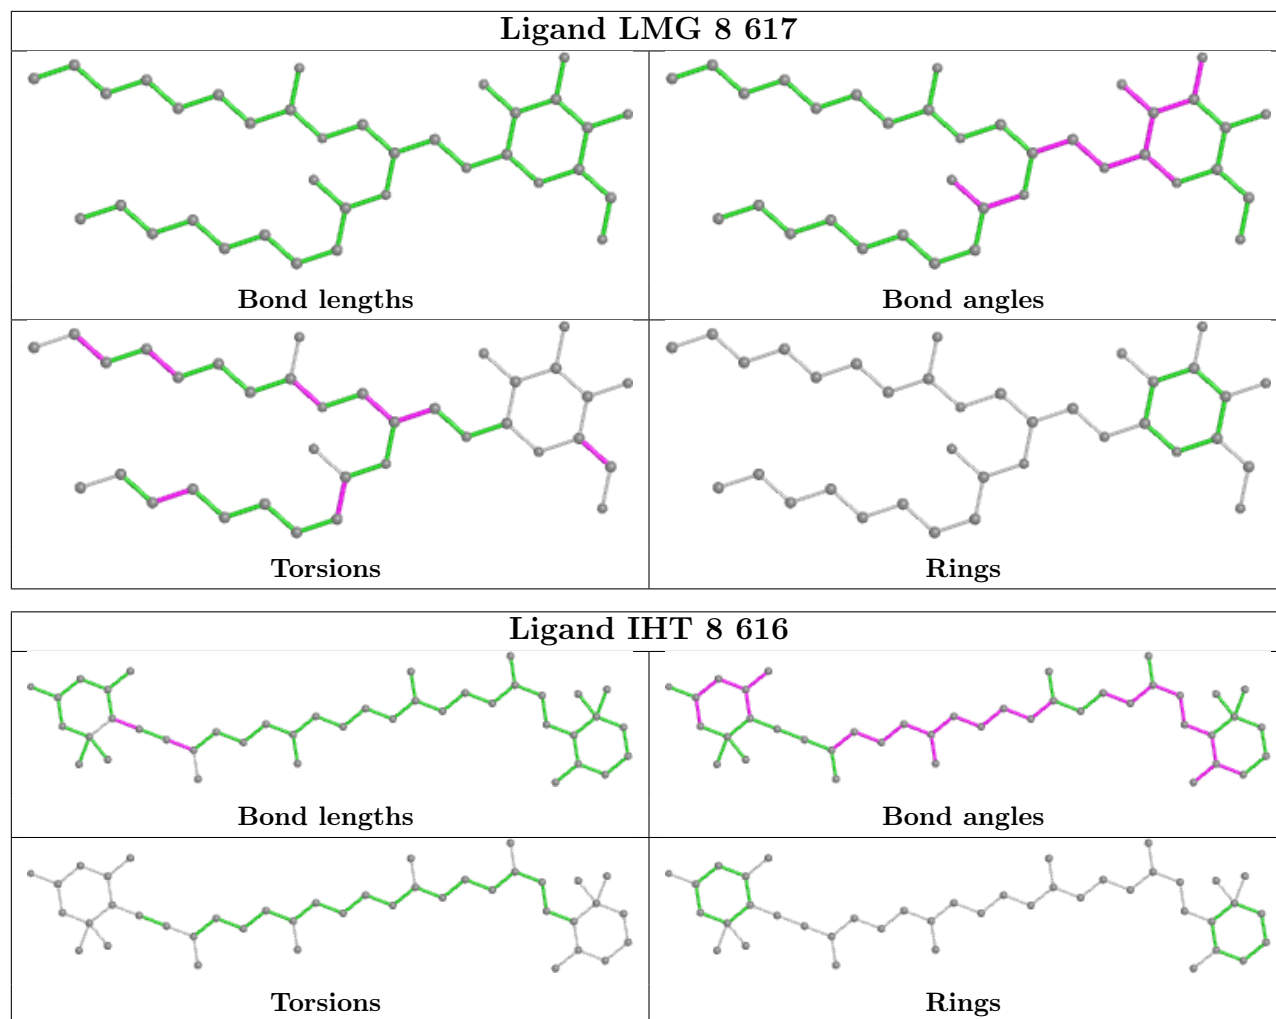 Ligand LMG 8 617
Bond lengths
Bond angles
Torsions
Rings
Ligand IHT 8 616
Bond lengths
Bond angles
Torsions
Rings